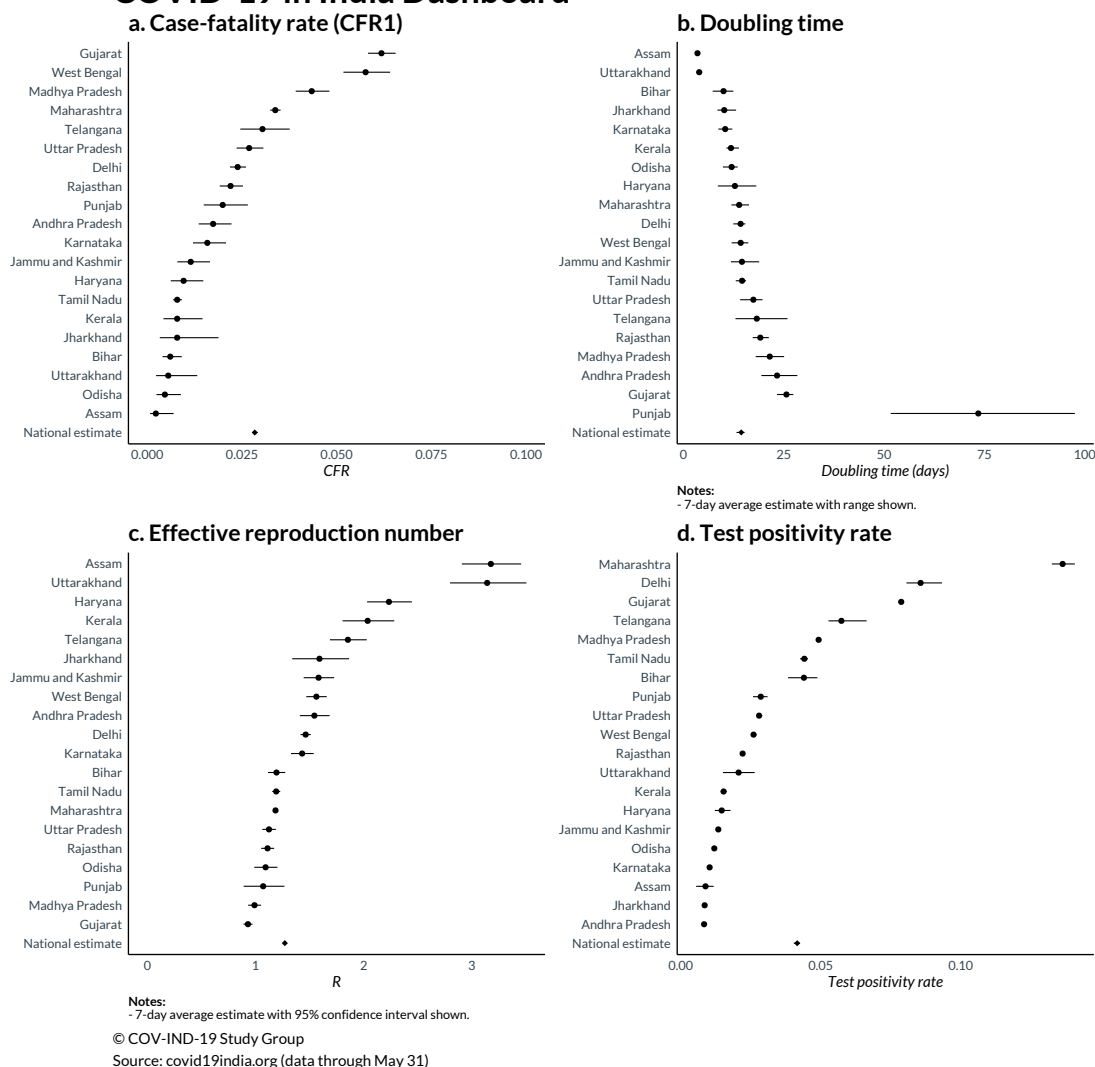 COVID-19 in India Dashboard
a. Case-fatality rate (CFR1)
Gujarat
West Bengal
Madhya Pradesh
Maharashtra
Telangana
Uttar Pradesh
Delhi
Rajasthan
Punjab
Andhra Pradesh
Karnataka
Jammu and Kashmir
Haryana
Tamil Nadu
Kerala
Jharkhand
Bihar
Uttarakhand
Odisha
Assam
National estimate
0.000 0.025 0.050 0.075 0.100
CFR
b. Doubling time
Assam
Uttarakhand
Bihar
Jharkhand
Karnataka
Kerala
Odisha
Haryana
Maharashtra
Delhi
West Bengal
Jammu and Kashmir
Tamil Nadu
Uttar Pradesh
Telangana
Rajasthan
Madhya Pradesh
Andhra Pradesh
Gujarat
Punjab
National estimate
0 25 50 75 100
Doubling time (days)
Notes:
- 7-day average estimate with range shown.
c. Effective reproduction number
Assam
Uttarakhand
Haryana
Kerala
Telangana
Jharkhand
Jammu and Kashmir
West Bengal
Andhra Pradesh
Delhi
Karnataka
Bihar
Tamil Nadu
Maharashtra
Uttar Pradesh
Rajasthan
Odisha
Punjab
Madhya Pradesh
Gujarat
National estimate
0 1 2 3
R
Notes:
- 7-day average estimate with 95% confidence interval shown.
d. Test positivity rate
Maharashtra
Delhi
Gujarat
Telangana
Madhya Pradesh
Tamil Nadu
Bihar
Punjab
Uttar Pradesh
West Bengal
Rajasthan
Uttarakhand
Kerala
Haryana
Jammu and Kashmir
Odisha
Karnataka
Assam
Jharkhand
Andhra Pradesh
National estimate
0.00 0.05 0.10
Test positivity rate
© COV-IND-19 Study Group
Source: covid19india.org (data through May 31)